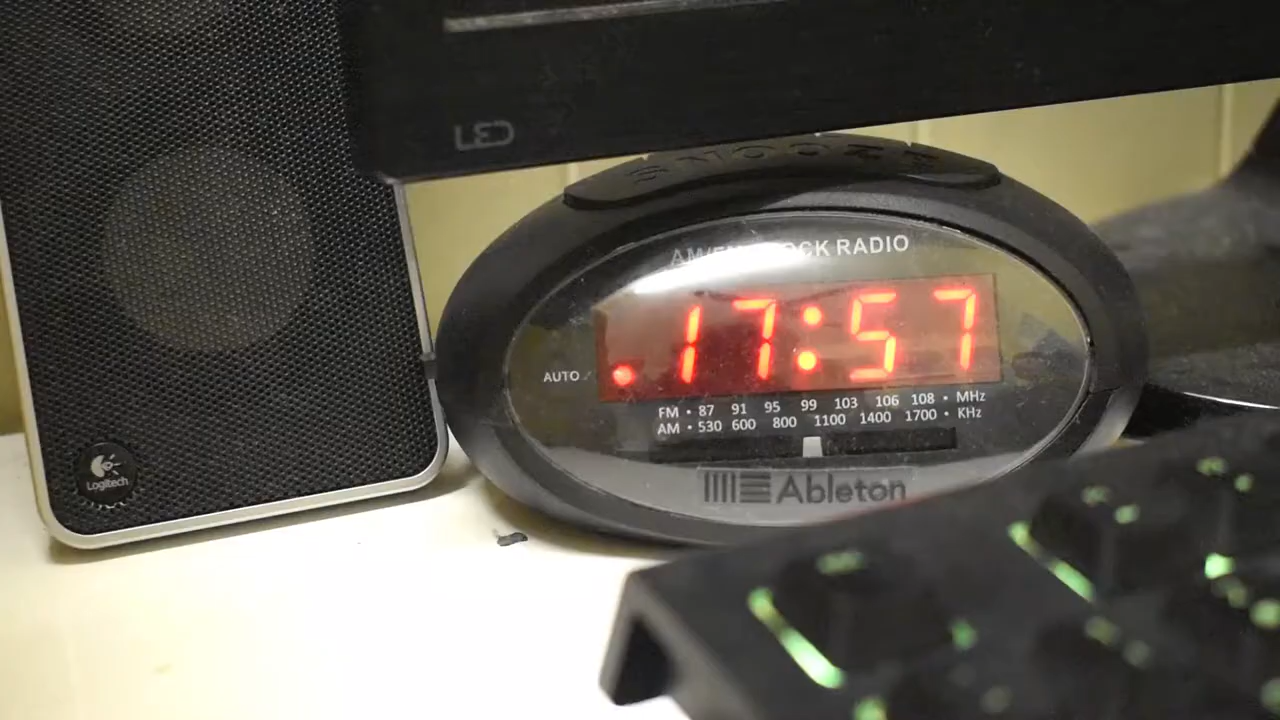 LED
SNOOZE
AM/FM CLOCK RADIO
.17:57
AUTO
FM • 87 91 95 99 103 106 108 • MHz
AM • 530 600 800 1100 1400 1700 • KHz
Ableton
Logitech